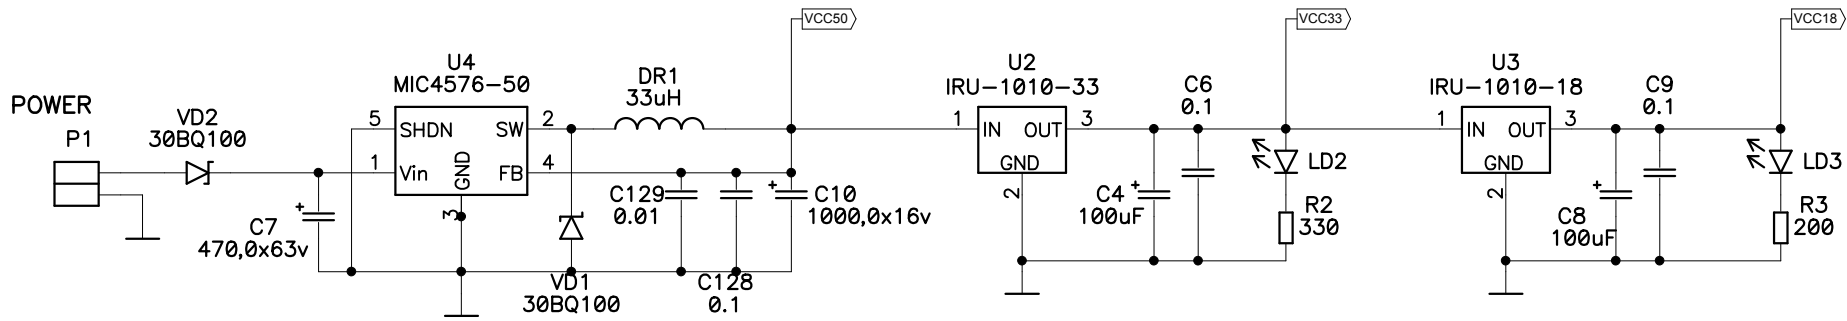 VCC50
VCC33
VCC18
POWER
P1
VD2
30BQ100
U4
MIC4576-50
5
SHDN
SW
2
1
Vin
GND
FB
4
3
DR1
33uH
C7
470,0x63v
VD1
30BQ100
C129
0.01
C128
0.1
+
C10
1000,0x16v
+
U2
IRU-1010-33
1
IN
OUT
3
GND
2
C6
0.1
C4
+
100uF
LD2
R2
330
U3
IRU-1010-18
1
IN
OUT
3
GND
2
C9
0.1
C8
+
100uF
LD3
R3
200